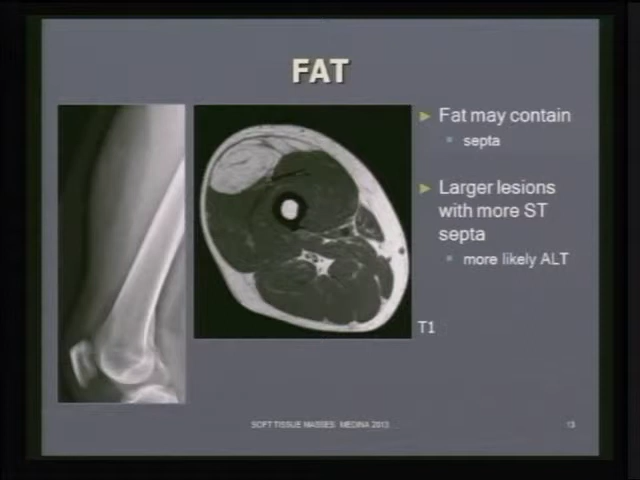 FAT
Fat may contain
septa
Larger lesions
with more ST
septa
more likely ALT
T1
SOFT TISSUE MASSES MEDINA 2013
13